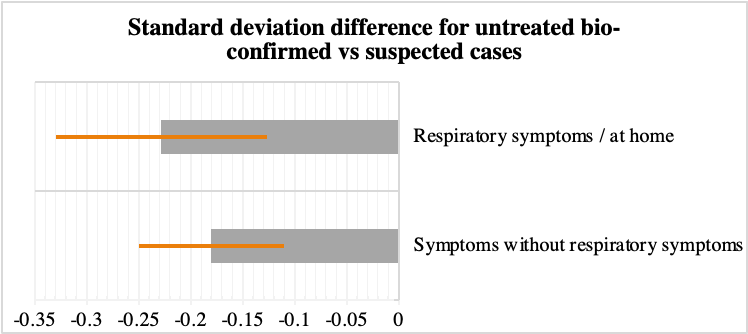 Standard deviation difference for untreated bio-
confirmed vs suspected cases
Respiratory symptoms / at home
Symptoms without respiratory symptoms
-0.35 -0.3 -0.25 -0.2 -0.15 -0.1 -0.05 0